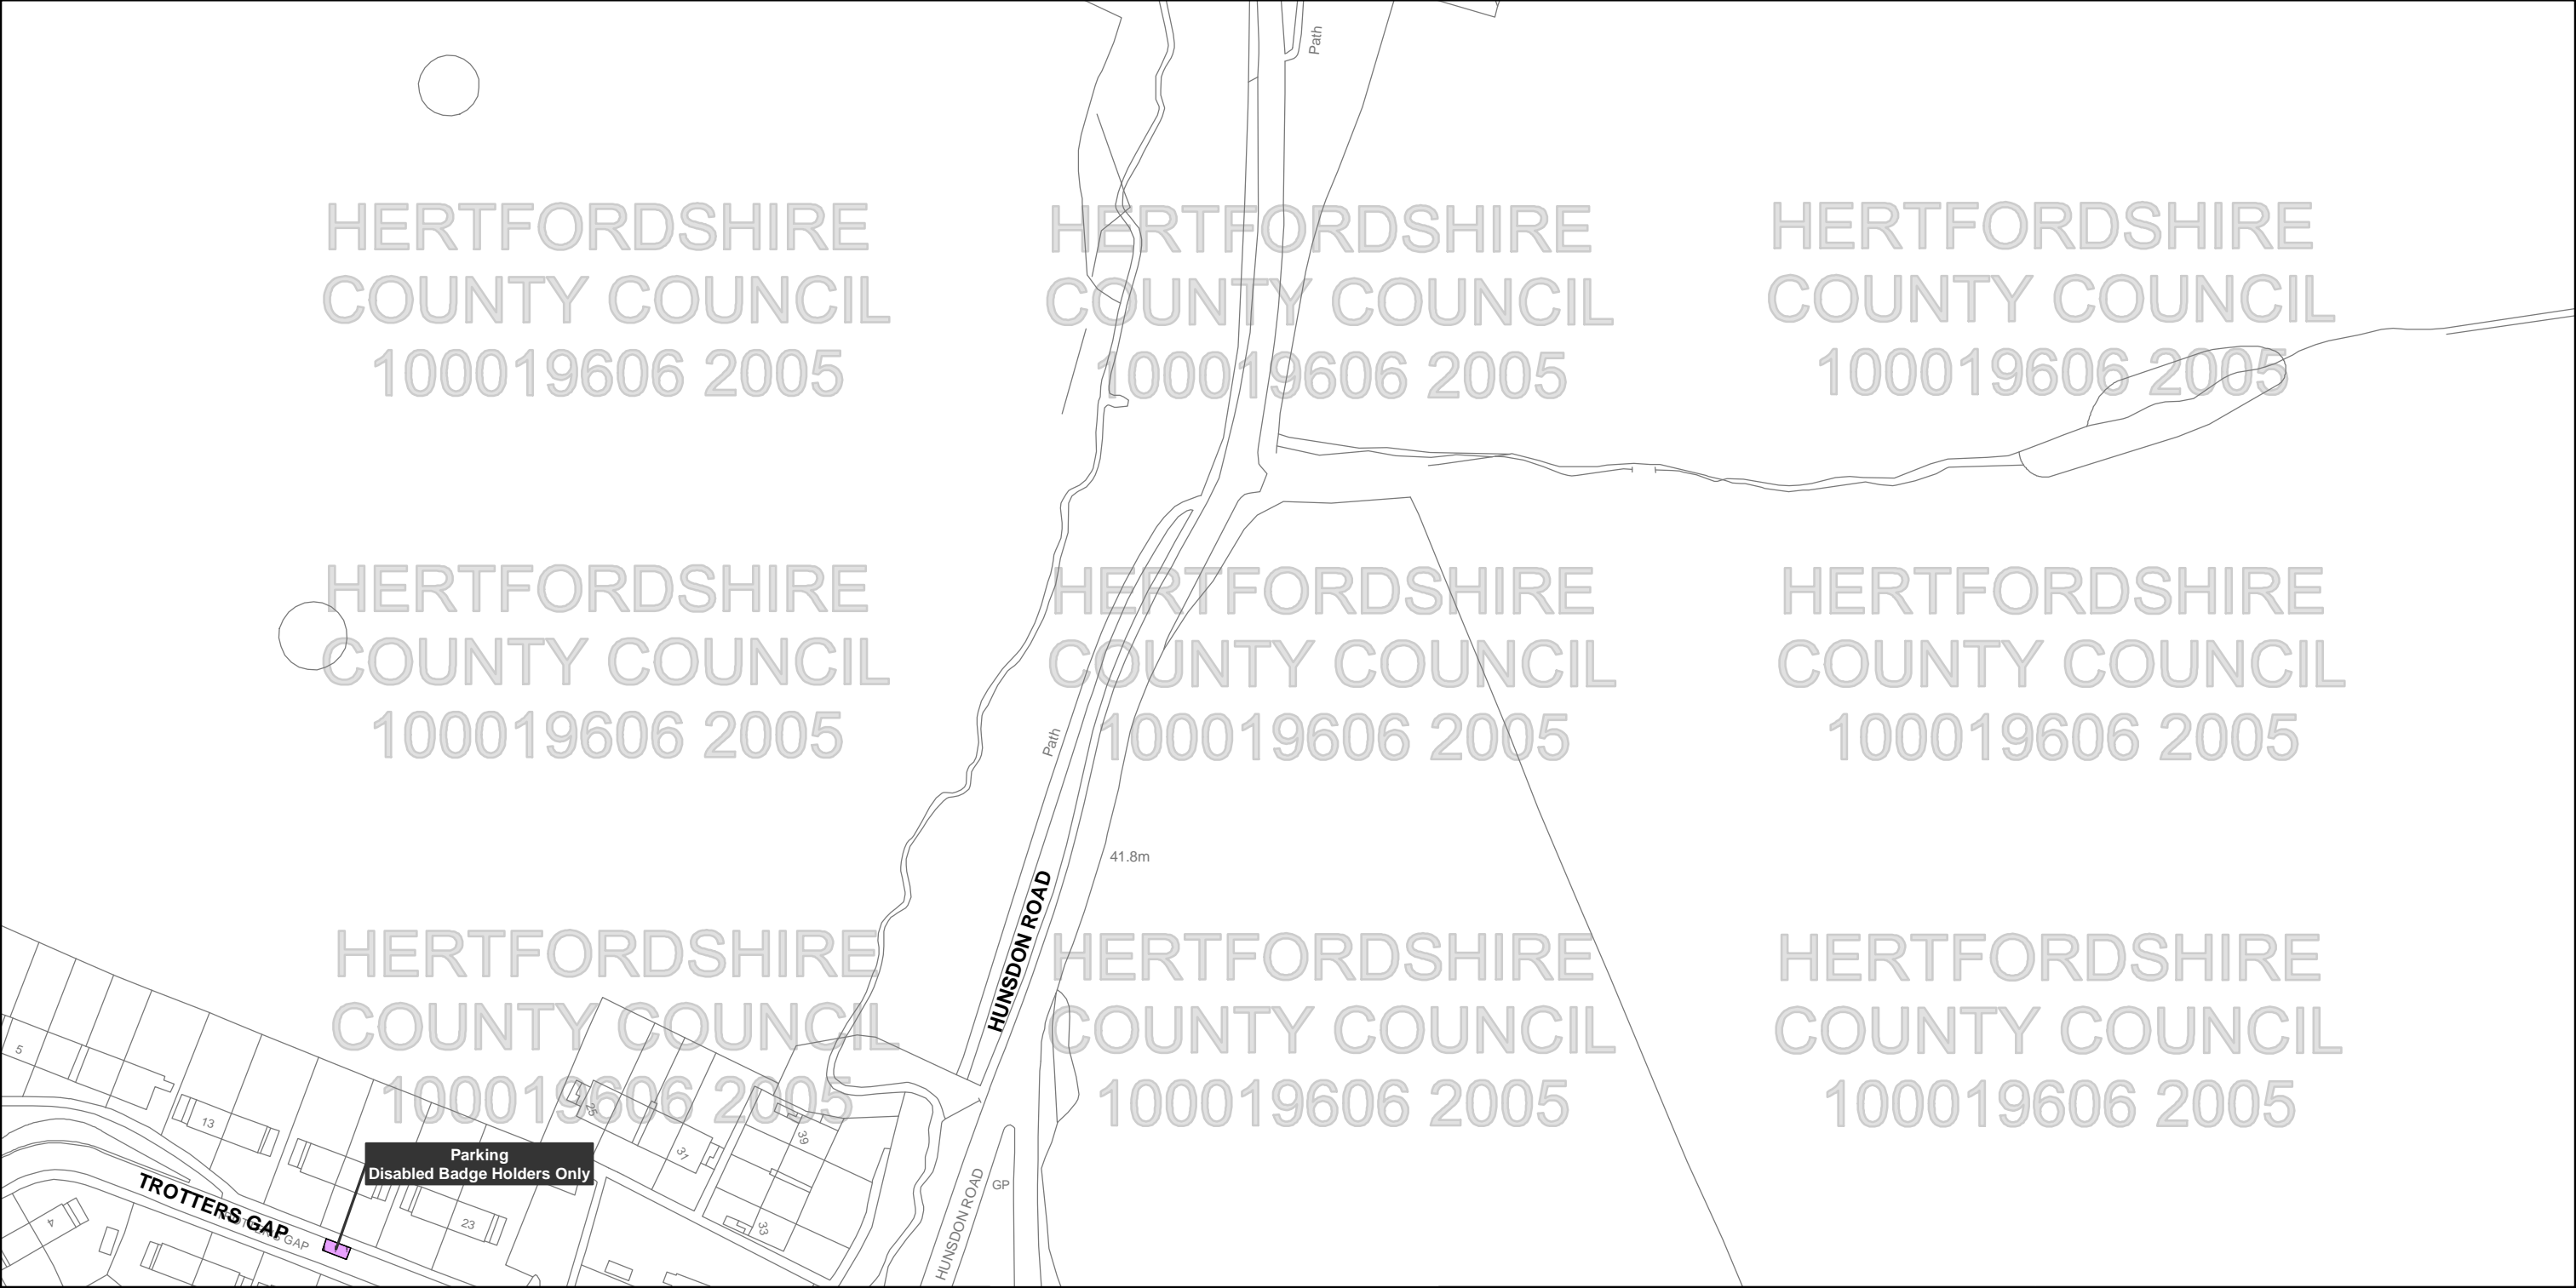 Path
HERTFORDSHIRE
COUNTY COUNCIL
100019606 2005
HERTFORDSHIRE
COUNTY COUNCIL
100019606 2005
HERTFORDSHIRE
COUNTY COUNCIL
100019606 2005
HERTFORDSHIRE
COUNTY COUNCIL
100019606 2005
HERTFORDSHIRE
COUNTY COUNCIL
100019606 2005
HERTFORDSHIRE
COUNTY COUNCIL
100019606 2005
Path
41.8m
HUNSDON ROAD
HERTFORDSHIRE
COUNTY COUNCIL
100019606 2005
HERTFORDSHIRE
COUNTY COUNCIL
100019606 2005
HERTFORDSHIRE
COUNTY COUNCIL
100019606 2005
5
13
25
31
39
33
Parking
Disabled Badge Holders Only
TROTTERS GAP
TROTTERS GAP
4
23
HUNSDON ROAD
GP